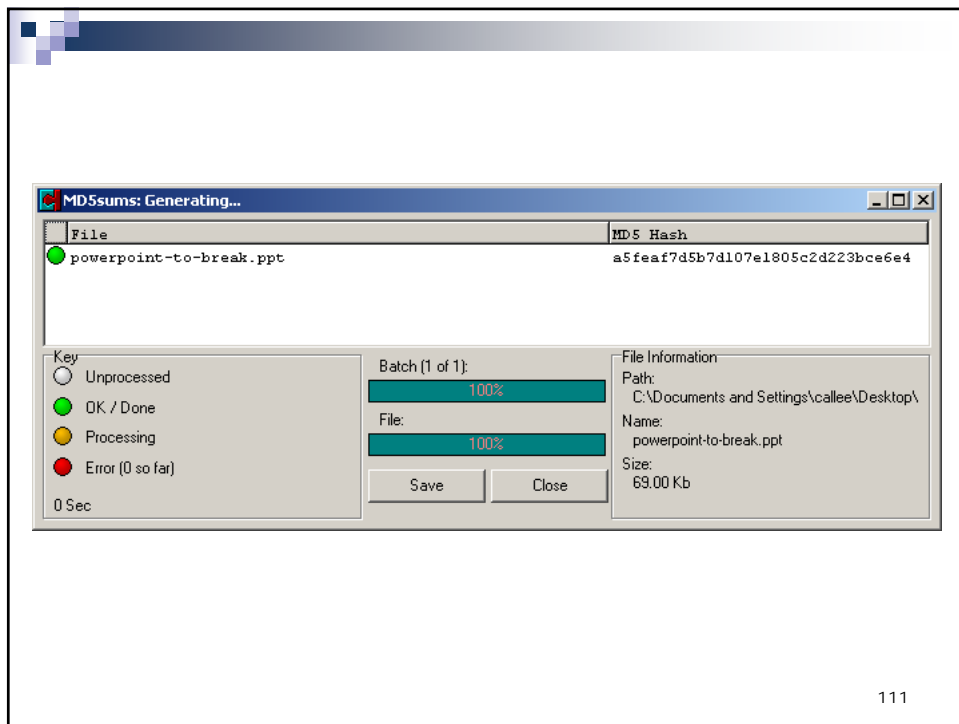 MD5sums: Generating...
File MD5 Hash
powerpoint-to-break.ppt a5feaf7d5b7d107e1805c2d223bce6e4
Key
Unprocessed
OK / Done
Processing
Error (0 so far)
0 Sec
Batch (1 of 1):
100%
File:
100%
Save Close
File Information
Path:
C:\Documents and Settings\callee\Desktop\
Name:
powerpoint-to-break.ppt
Size:
69.00 Kb
111